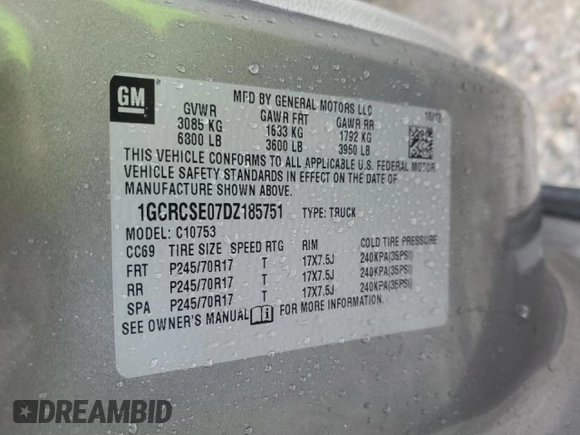 GM
MFD BY GENERAL MOTORS LLC
10/12
GVWR GAWR FRT GAWR RR
3085 KG 1633 KG 1792 KG
6800 LB 3600 LB 3950 LB
THIS VEHICLE CONFORMS TO ALL APPLICABLE U.S. FEDERAL MOTOR
VEHICLE SAFETY STANDARDS IN EFFECT ON THE DATE OF
MANUFACTURE SHOWN ABOVE.
1GCRCSE07DZ185751 TYPE: TRUCK
MODEL: C10753
CC69 TIRE SIZE SPEED RTG RIM COLD TIRE PRESSURE
FRT P245/70R17 T 17X7.5J 240KPA(35PSI)
RR P245/70R17 T 17X7.5J 240KPA(35PSI)
SPA P245/70R17 T 17X7.5J 240KPA(35PSI)
SEE OWNER'S MANUAL FOR MORE INFORMATION.
DREAMBID